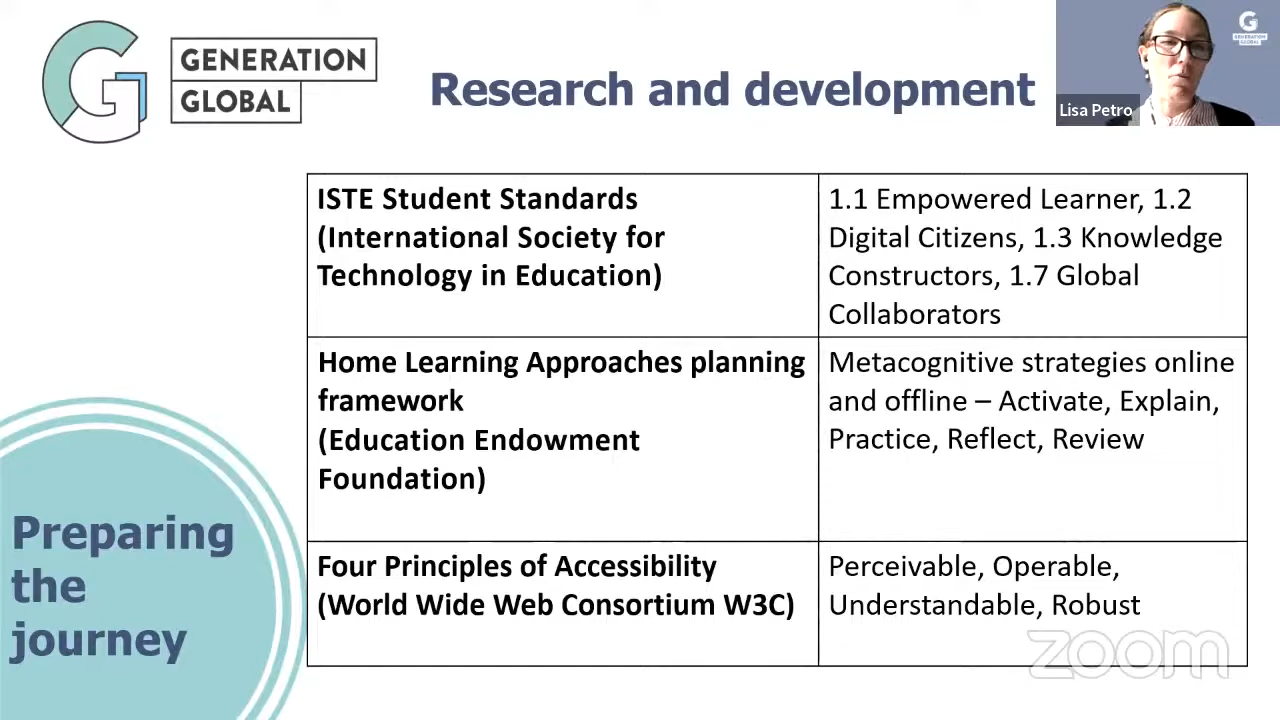 GENERATION
GLOBAL
Research and development
G
GENERATION
GLOBAL
Lisa Petro
ISTE Student Standards
(International Society for
Technology in Education)
1.1 Empowered Learner, 1.2
Digital Citizens, 1.3 Knowledge
Constructors, 1.7 Global
Collaborators
Home Learning Approaches planning
framework
(Education Endowment
Foundation)
Metacognitive strategies online
and offline – Activate, Explain,
Practice, Reflect, Review
Four Principles of Accessibility
(World Wide Web Consortium W3C)
Perceivable, Operable,
Understandable, Robust
Preparing
the
journey
zoom